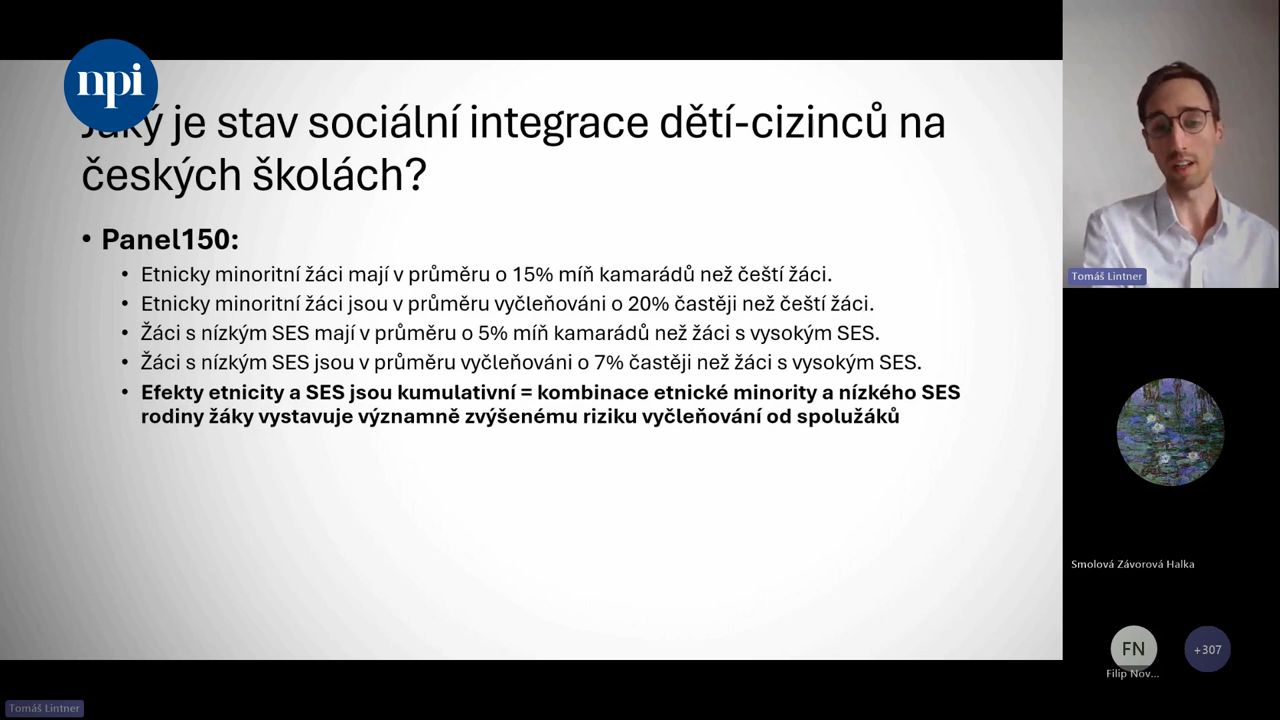 npi
Jaký je stav sociální integrace dětí-cizinců na
českých školách?
• Panel150:
• Etnicky minoritní žáci mají v průměru o 15% míň kamarádů než čeští žáci.
• Etnicky minoritní žáci jsou v průměru vyčleňováni o 20% častěji než čeští žáci.
• Žáci s nízkým SES mají v průměru o 5% míň kamarádů než žáci s vysokým SES.
• Žáci s nízkým SES jsou v průměru vyčleňováni o 7% častěji než žáci s vysokým SES.
• Efekty etnicity a SES jsou kumulativní = kombinace etnické minority a nízkého SES
rodiny žáky vystavuje významně zvýšenému riziku vyčleňování od spolužáků
Tomáš Lintner
Smolová Závorová Halka
FN
+307
Filip Nov...
Tomáš Lintner